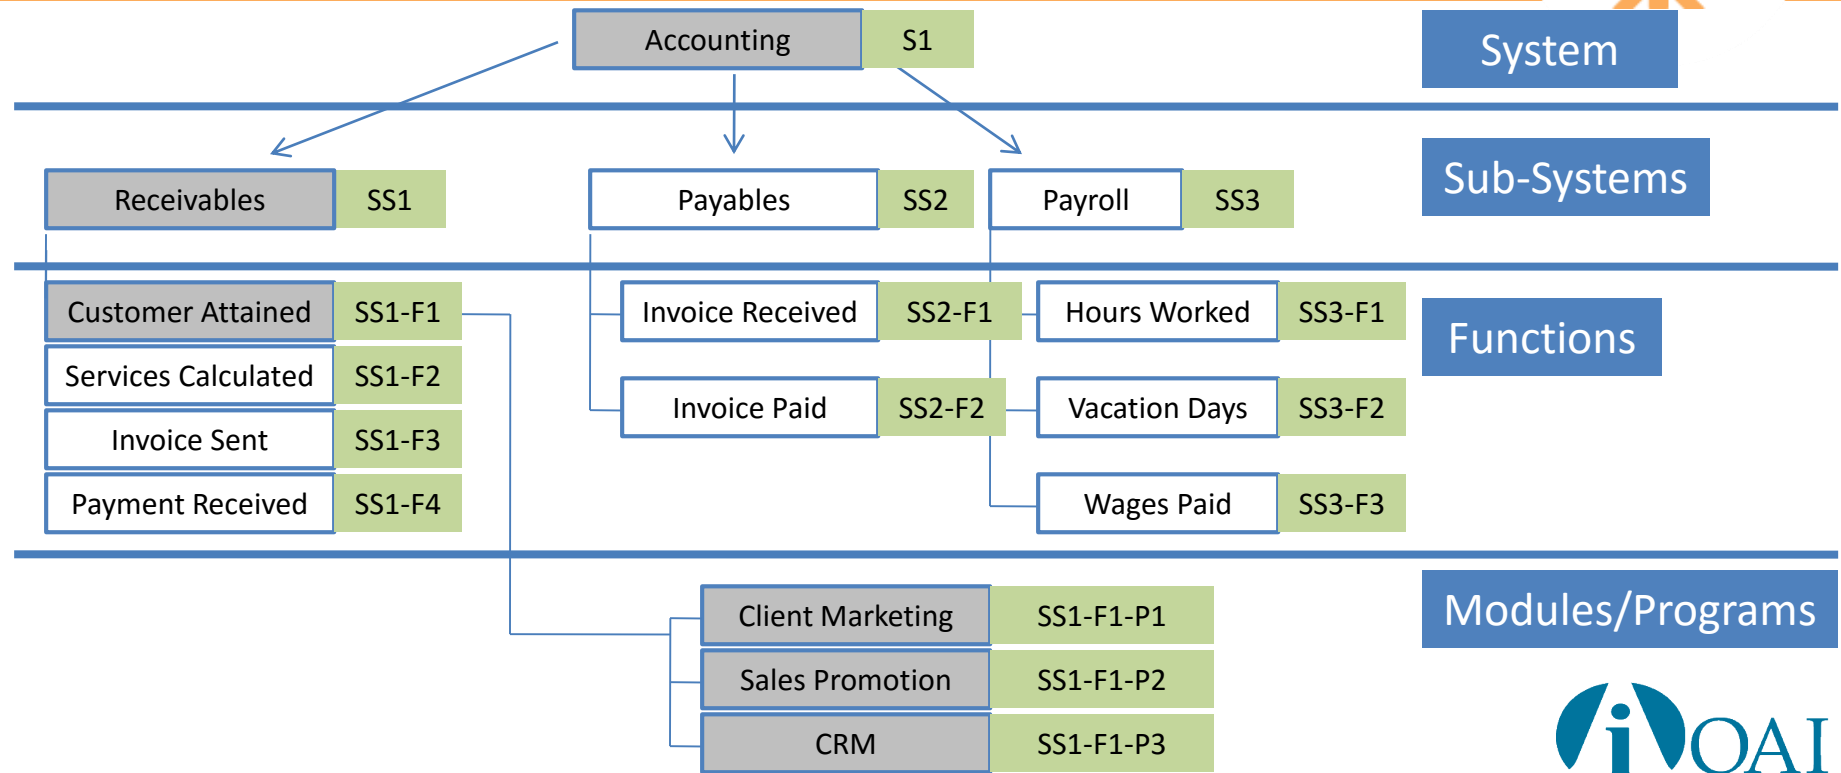 Accounting S1
System
Sub-Systems
Receivables SS1
Payables SS2
Payroll SS3
Functions
Customer Attained SS1-F1
Services Calculated SS1-F2
Invoice Sent SS1-F3
Payment Received SS1-F4
Invoice Received SS2-F1
Invoice Paid SS2-F2
Hours Worked SS3-F1
Vacation Days SS3-F2
Wages Paid SS3-F3
Modules/Programs
Client Marketing SS1-F1-P1
Sales Promotion SS1-F1-P2
CRM SS1-F1-P3
i OAI